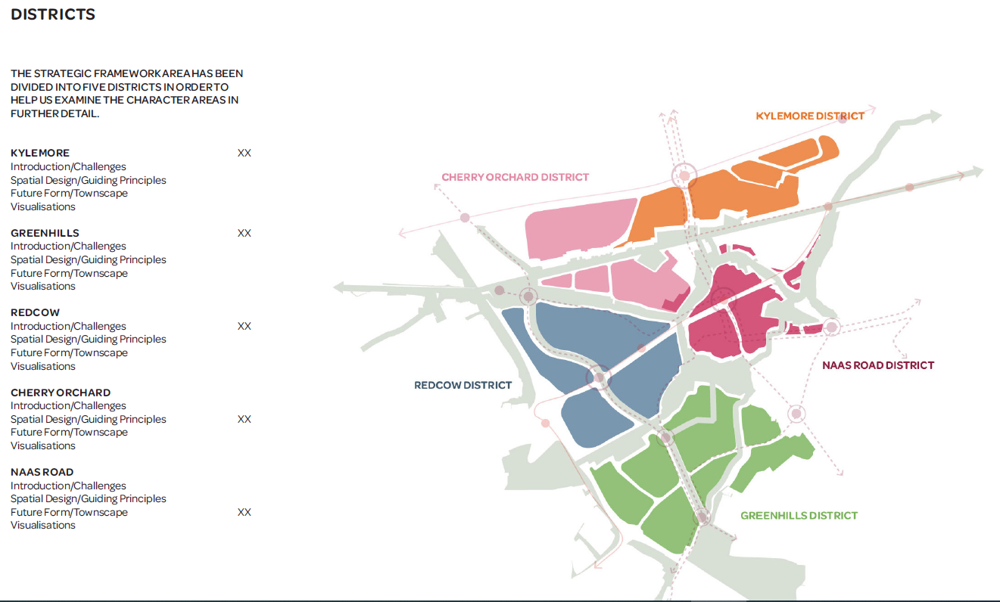 DISTRICTS
THE STRATEGIC FRAMEWORK AREA HAS BEEN
DIVIDED INTO FIVE DISTRICTS IN ORDER TO
HELP US EXAMINE THE CHARACTER AREAS IN
FURTHER DETAIL.
KYLEMORE XX
Introduction/Challenges
Spatial Design/Guiding Principles
Future Form/Townscape
Visualisations
GREENHILLS XX
Introduction/Challenges
Spatial Design/Guiding Principles
Future Form/Townscape
Visualisations
REDCOW
Introduction/Challenges XX
Spatial Design/Guiding Principles
Future Form/Townscape
Visualisations
CHERRY ORCHARD
Introduction/Challenges
Spatial Design/Guiding Principles XX
Future Form/Townscape
Visualisations
NAAS ROAD
Introduction/Challenges
Spatial Design/Guiding Principles
Future Form/Townscape XX
Visualisations
KYLEMORE DISTRICT
CHERRY ORCHARD DISTRICT
NAAS ROAD DISTRICT
REDCOW DISTRICT
GREENHILLS DISTRICT